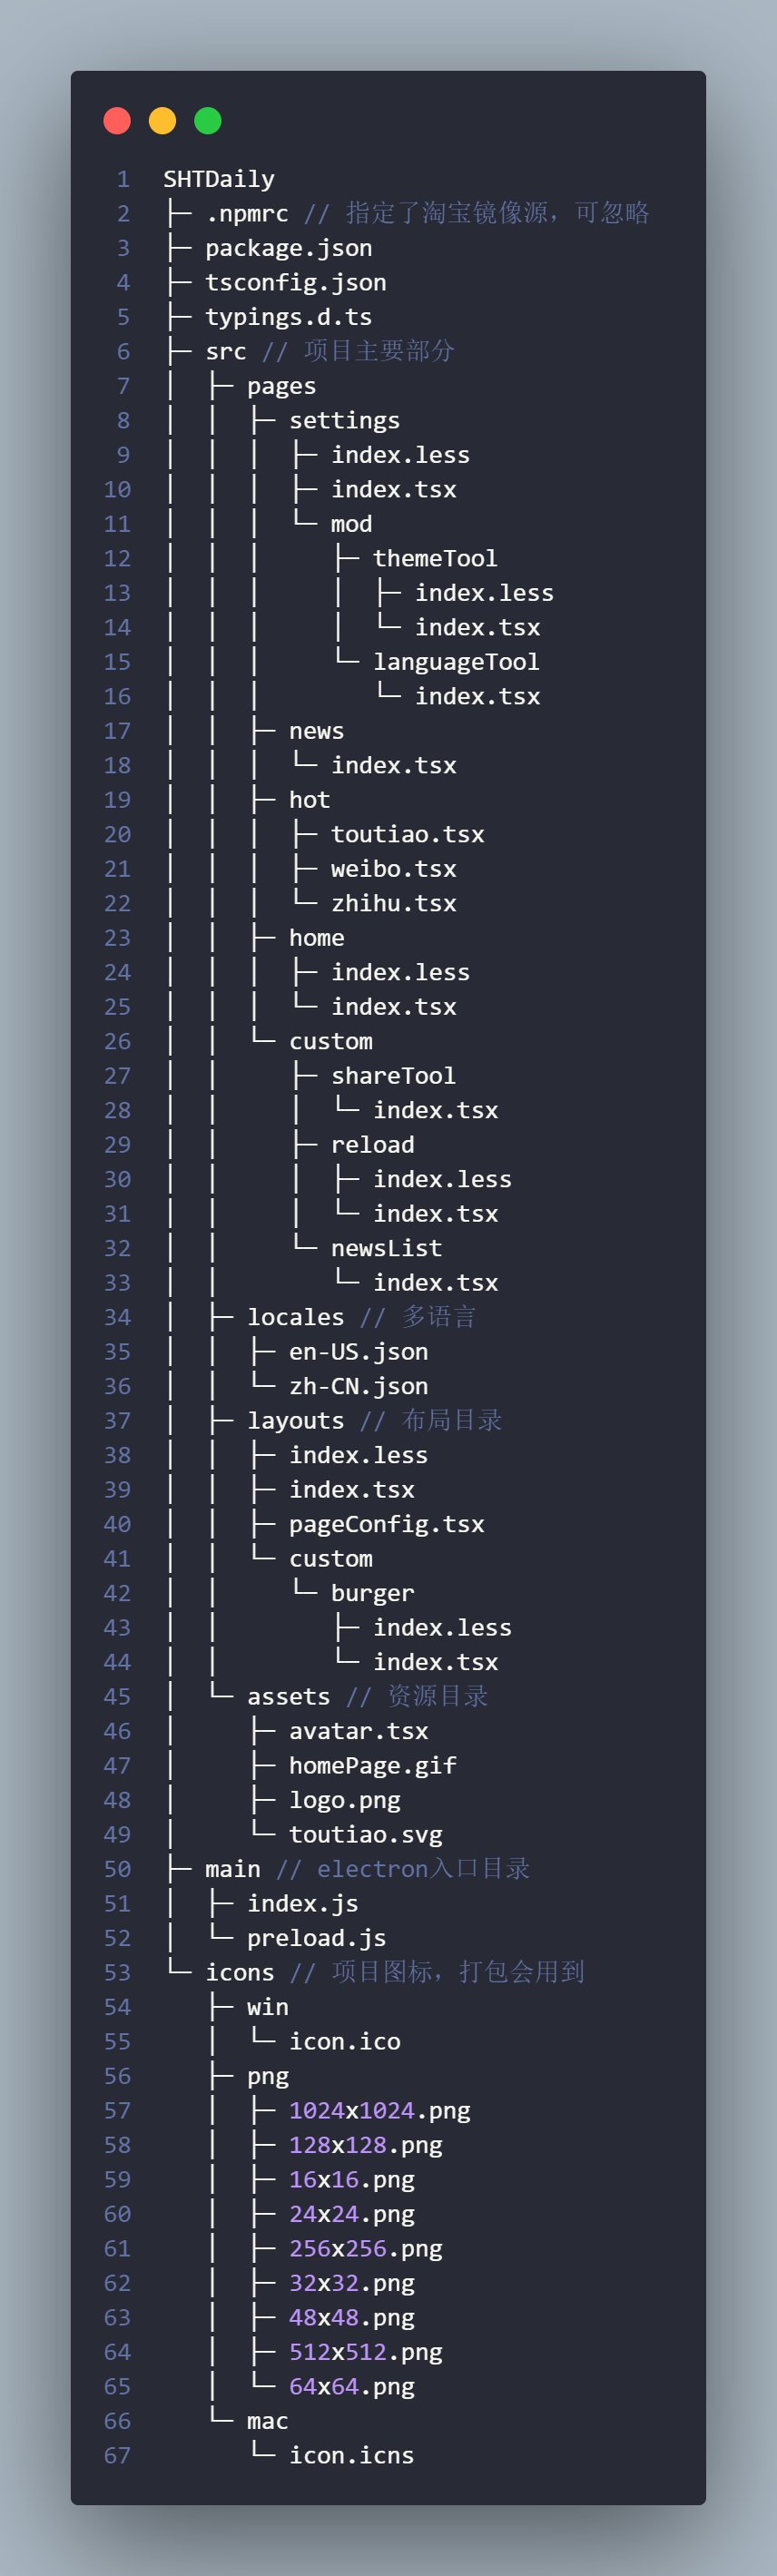 1 SHTDaily
2 ├─ .npmrc // 指定了淘宝镜像源，可忽略
3 ├─ package.json
4 ├─ tsconfig.json
5 ├─ typings.d.ts
6 ├─ src // 项目主要部分
7 │  ├─ pages
8 │  │  ├─ settings
9 │  │  │  ├─ index.less
10 │  │  │  ├─ index.tsx
11 │  │  │  └─ mod
12 │  │  │     ├─ themeTool
13 │  │  │     │  ├─ index.less
14 │  │  │     │  └─ index.tsx
15 │  │  │     └─ languageTool
16 │  │  │        └─ index.tsx
17 │  │  ├─ news
18 │  │  │  └─ index.tsx
19 │  │  ├─ hot
20 │  │  │  ├─ toutiao.tsx
21 │  │  │  ├─ weibo.tsx
22 │  │  │  └─ zhihu.tsx
23 │  │  ├─ home
24 │  │  │  ├─ index.less
25 │  │  │  └─ index.tsx
26 │  │  └─ custom
27 │  │     ├─ shareTool
28 │  │     │  └─ index.tsx
29 │  │     ├─ reload
30 │  │     │  ├─ index.less
31 │  │     │  └─ index.tsx
32 │  │     └─ newsList
33 │  │        └─ index.tsx
34 │  ├─ locales // 多语言
35 │  │  ├─ en-US.json
36 │  │  └─ zh-CN.json
37 │  ├─ layouts // 布局目录
38 │  │  ├─ index.less
39 │  │  ├─ index.tsx
40 │  │  ├─ pageConfig.tsx
41 │  │  └─ custom
42 │  │     └─ burger
43 │  │        ├─ index.less
44 │  │        └─ index.tsx
45 │  └─ assets // 资源目录
46 │     ├─ avatar.tsx
47 │     ├─ homePage.gif
48 │     ├─ logo.png
49 │     └─ toutiao.svg
50 ├─ main // electron入口目录
51 │  ├─ index.js
52 │  └─ preload.js
53 └─ icons // 项目图标，打包会用到
54    ├─ win
55    │  └─ icon.ico
56    ├─ png
57    │  ├─ 1024x1024.png
58    │  ├─ 128x128.png
59    │  ├─ 16x16.png
60    │  ├─ 24x24.png
61    │  ├─ 256x256.png
62    │  ├─ 32x32.png
63    │  ├─ 48x48.png
64    │  ├─ 512x512.png
65    │  └─ 64x64.png
66    └─ mac
67       └─ icon.icns